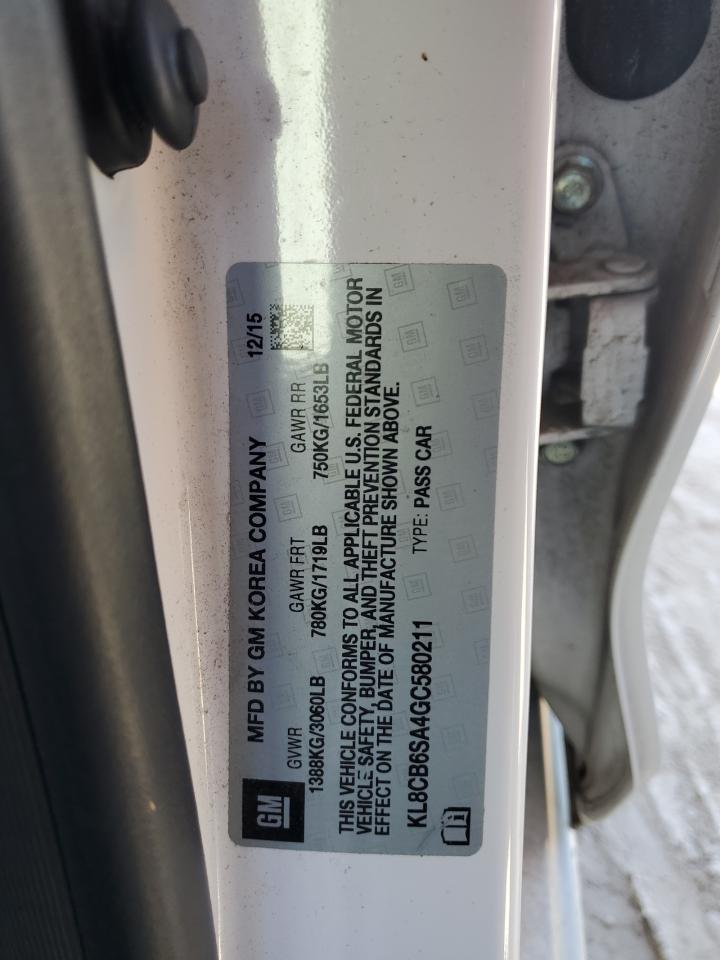 MFD BY GM KOREA COMPANY 12/15
GVWR GAWR FRT GAWR RR
1388KG/3060LB 780KG/1719LB 750KG/1653LB
THIS VEHICLE CONFORMS TO ALL APPLICABLE U.S. FEDERAL MOTOR
VEHICLE SAFETY, BUMPER, AND THEFT PREVENTION STANDARDS IN
EFFECT ON THE DATE OF MANUFACTURE SHOWN ABOVE.
KL8CB6SA4GC580211 TYPE: PASS CAR
GM